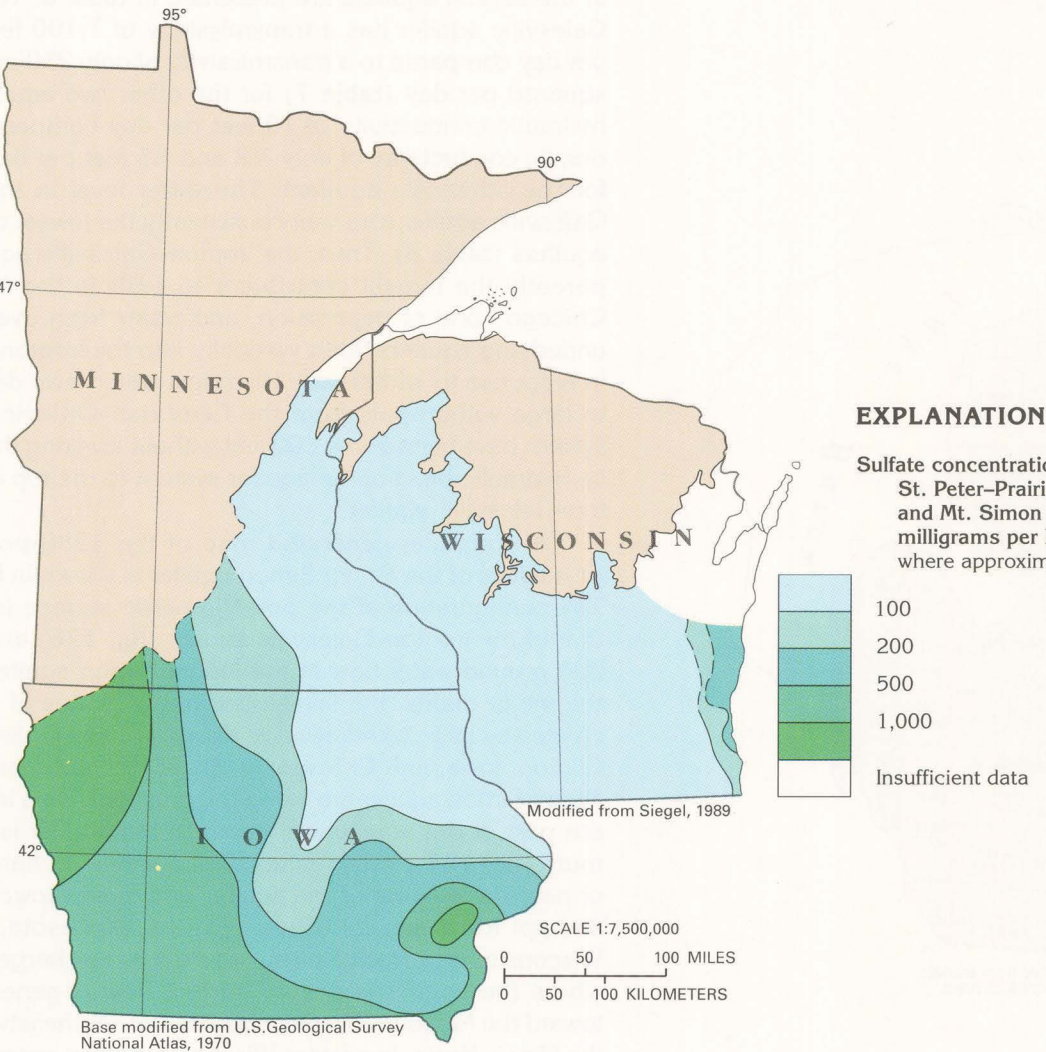 95°
90°
47°
MINNESOTA
WISCONSIN
EXPLANATION
Sulfate concentration
St. Peter–Prairi
and Mt. Simon
milligrams per
where approxim
100
200
500
1,000
Insufficient data
Modified from Siegel, 1989
IOWA
42°
SCALE 1:7,500,000
0 50 100 MILES
0 50 100 KILOMETERS
Base modified from U.S.Geological Survey
National Atlas, 1970